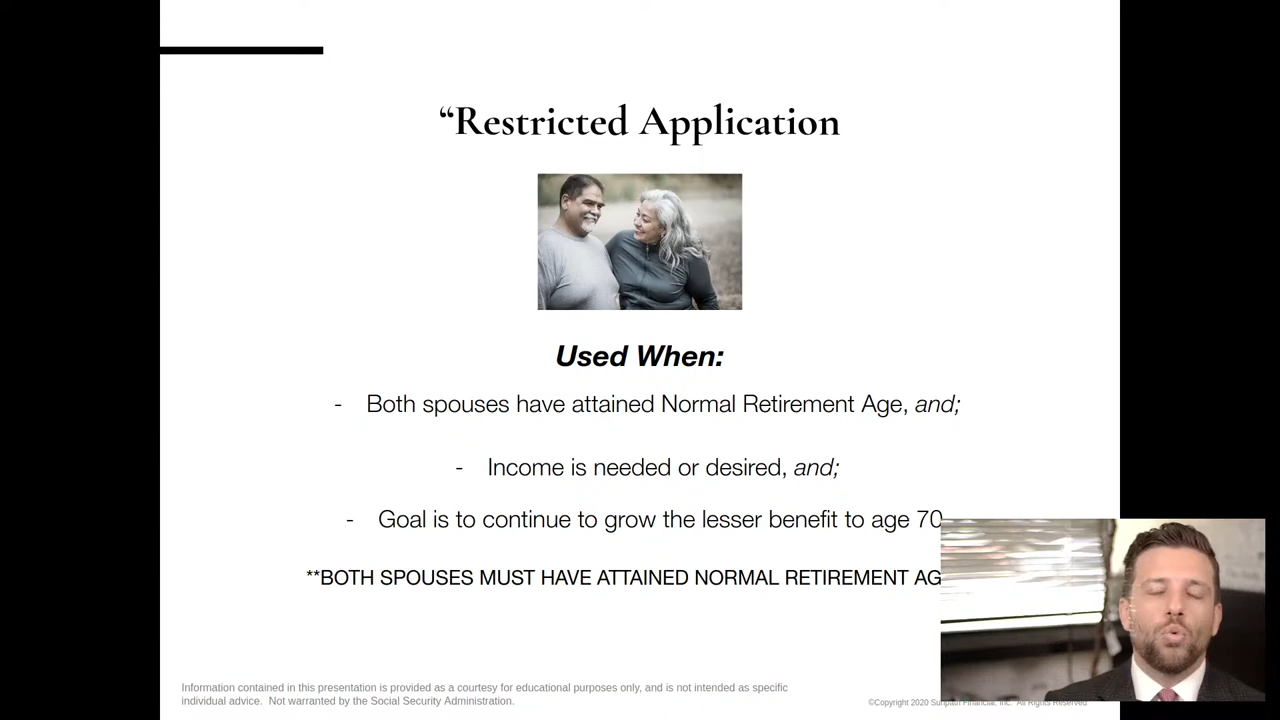 “Restricted Application
Used When:
- Both spouses have attained Normal Retirement Age, and;
- Income is needed or desired, and;
- Goal is to continue to grow the lesser benefit to age 70
**BOTH SPOUSES MUST HAVE ATTAINED NORMAL RETIREMENT AG
Information contained in this presentation is provided as a courtesy for educational purposes only, and is not intended as specific
individual advice. Not warranted by the Social Security Administration.
©Copyright 2020 Sunpath Financial, Inc. All Rights Reserved